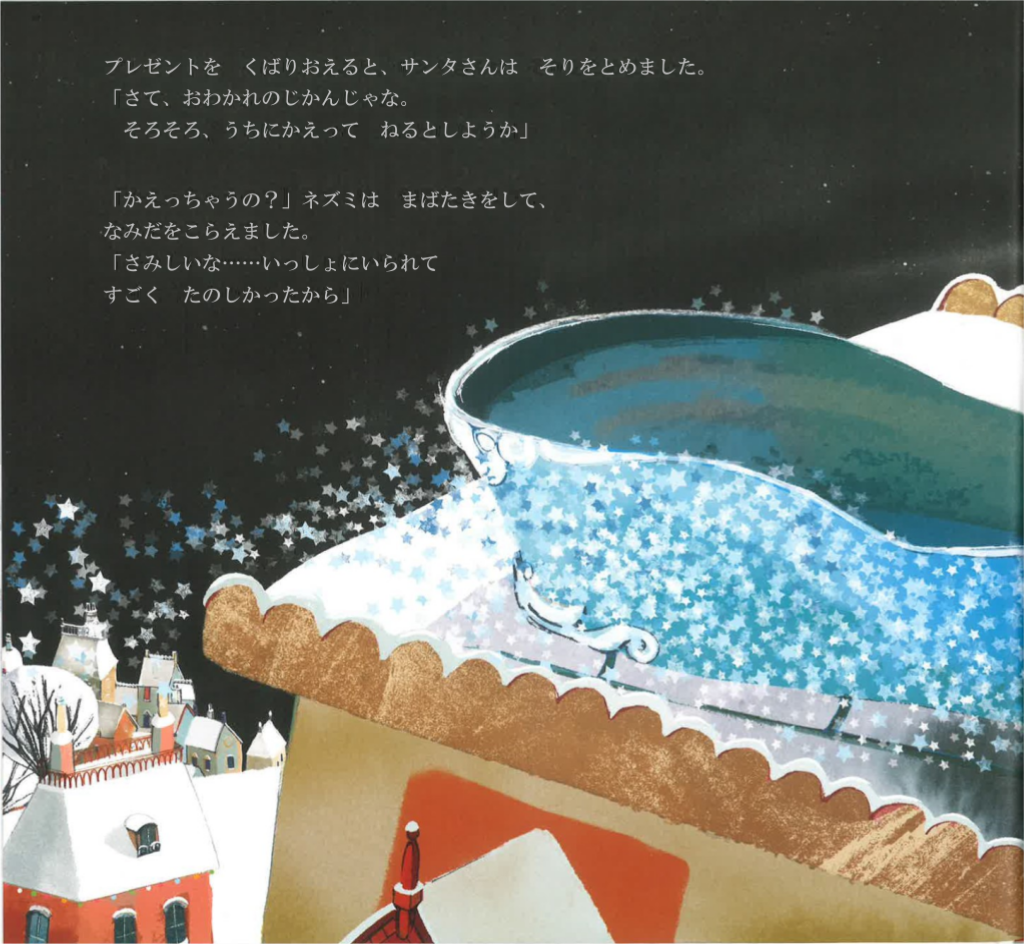 プレゼントを　くばりおえると、サンタさんは　そりをとめました。
「さて、おわかれのじかんじゃな。
　そろそろ、うちにかえって　ねるとしようか」
「かえっちゃうの？」ネズミは　まばたきをして、
なみだをこらえました。
「さみしいな……いっしょにいられて
すごく　たのしかったから」